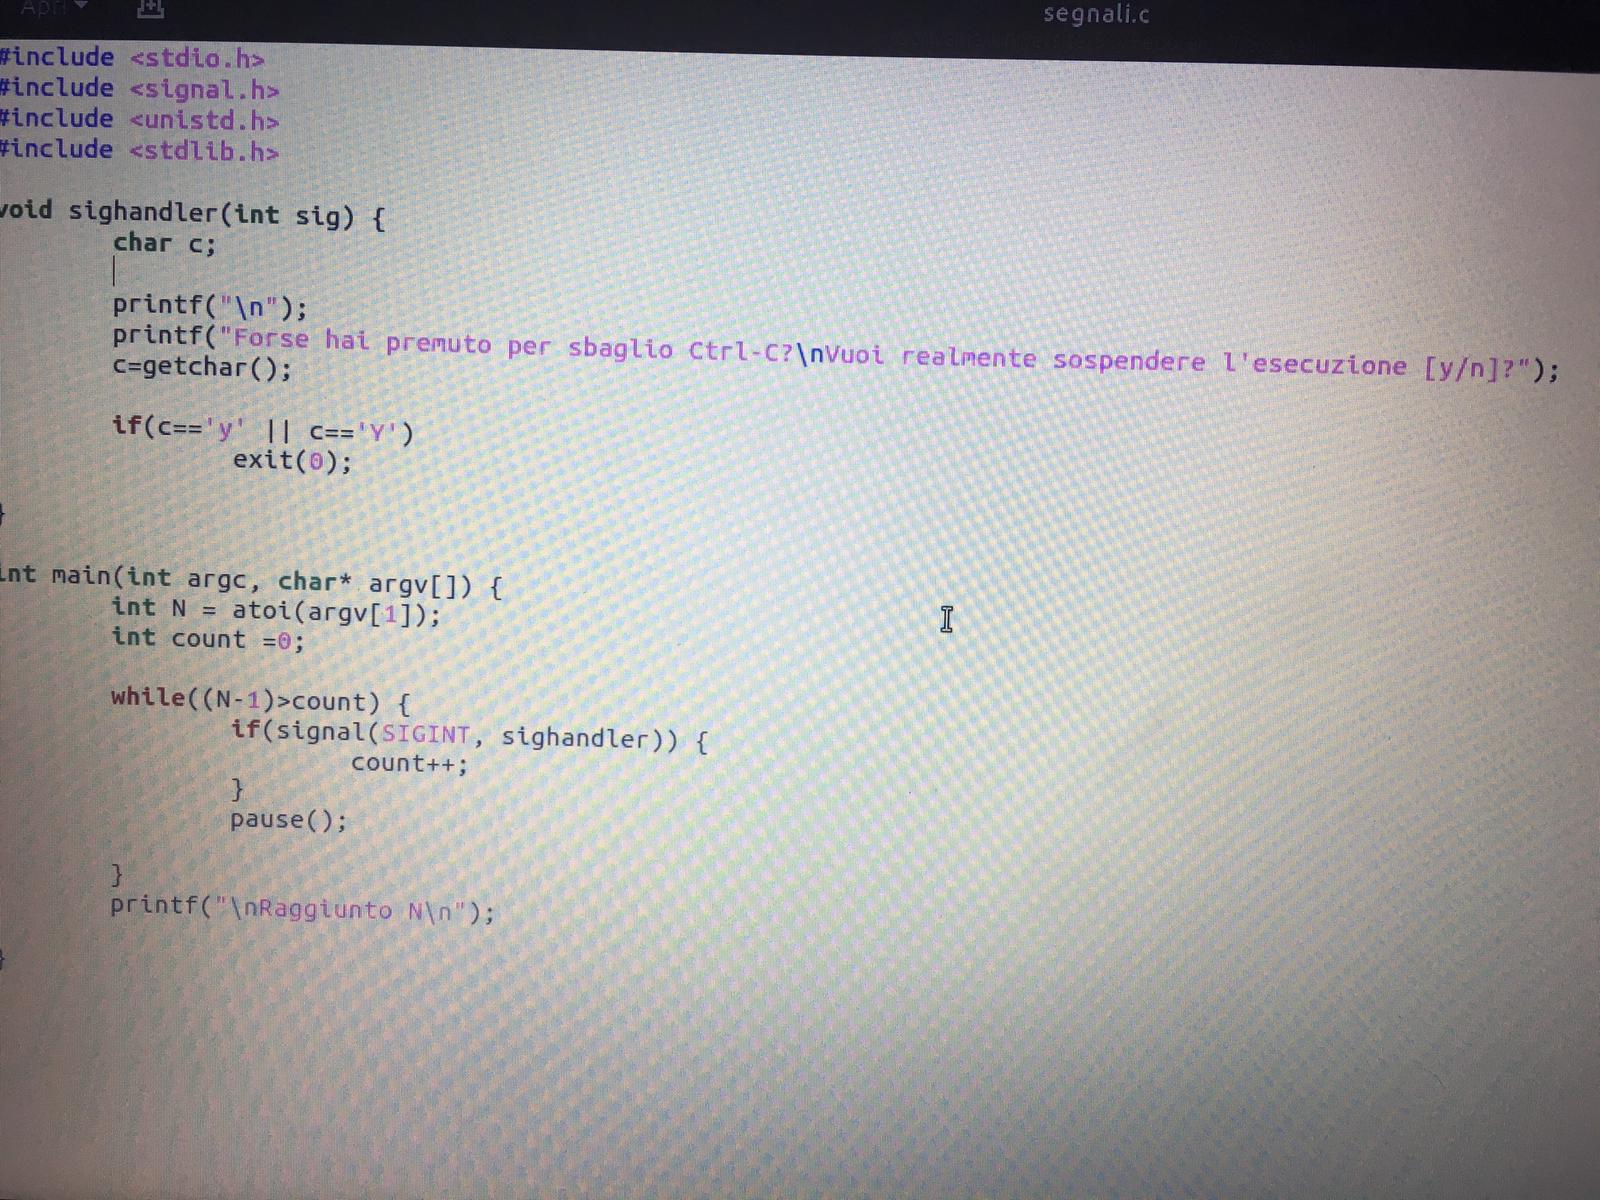 Apri
segnali.c
#include <stdio.h>
#include <signal.h>
#include <unistd.h>
#include <stdlib.h>
void sighandler(int sig) {
char c;
printf("\n");
printf("Forse hai premuto per sbaglio Ctrl-C?\nVuoi realmente sospendere l'esecuzione [y/n]?");
c=getchar();
if(c=='y' || c=='Y')
exit(0);
}
int main(int argc, char* argv[]) {
int N = atoi(argv[1]);
int count =0;
while((N-1)>count) {
if(signal(SIGINT, sighandler)) {
count++;
}
pause();
}
printf("\nRaggiunto N\n");
}